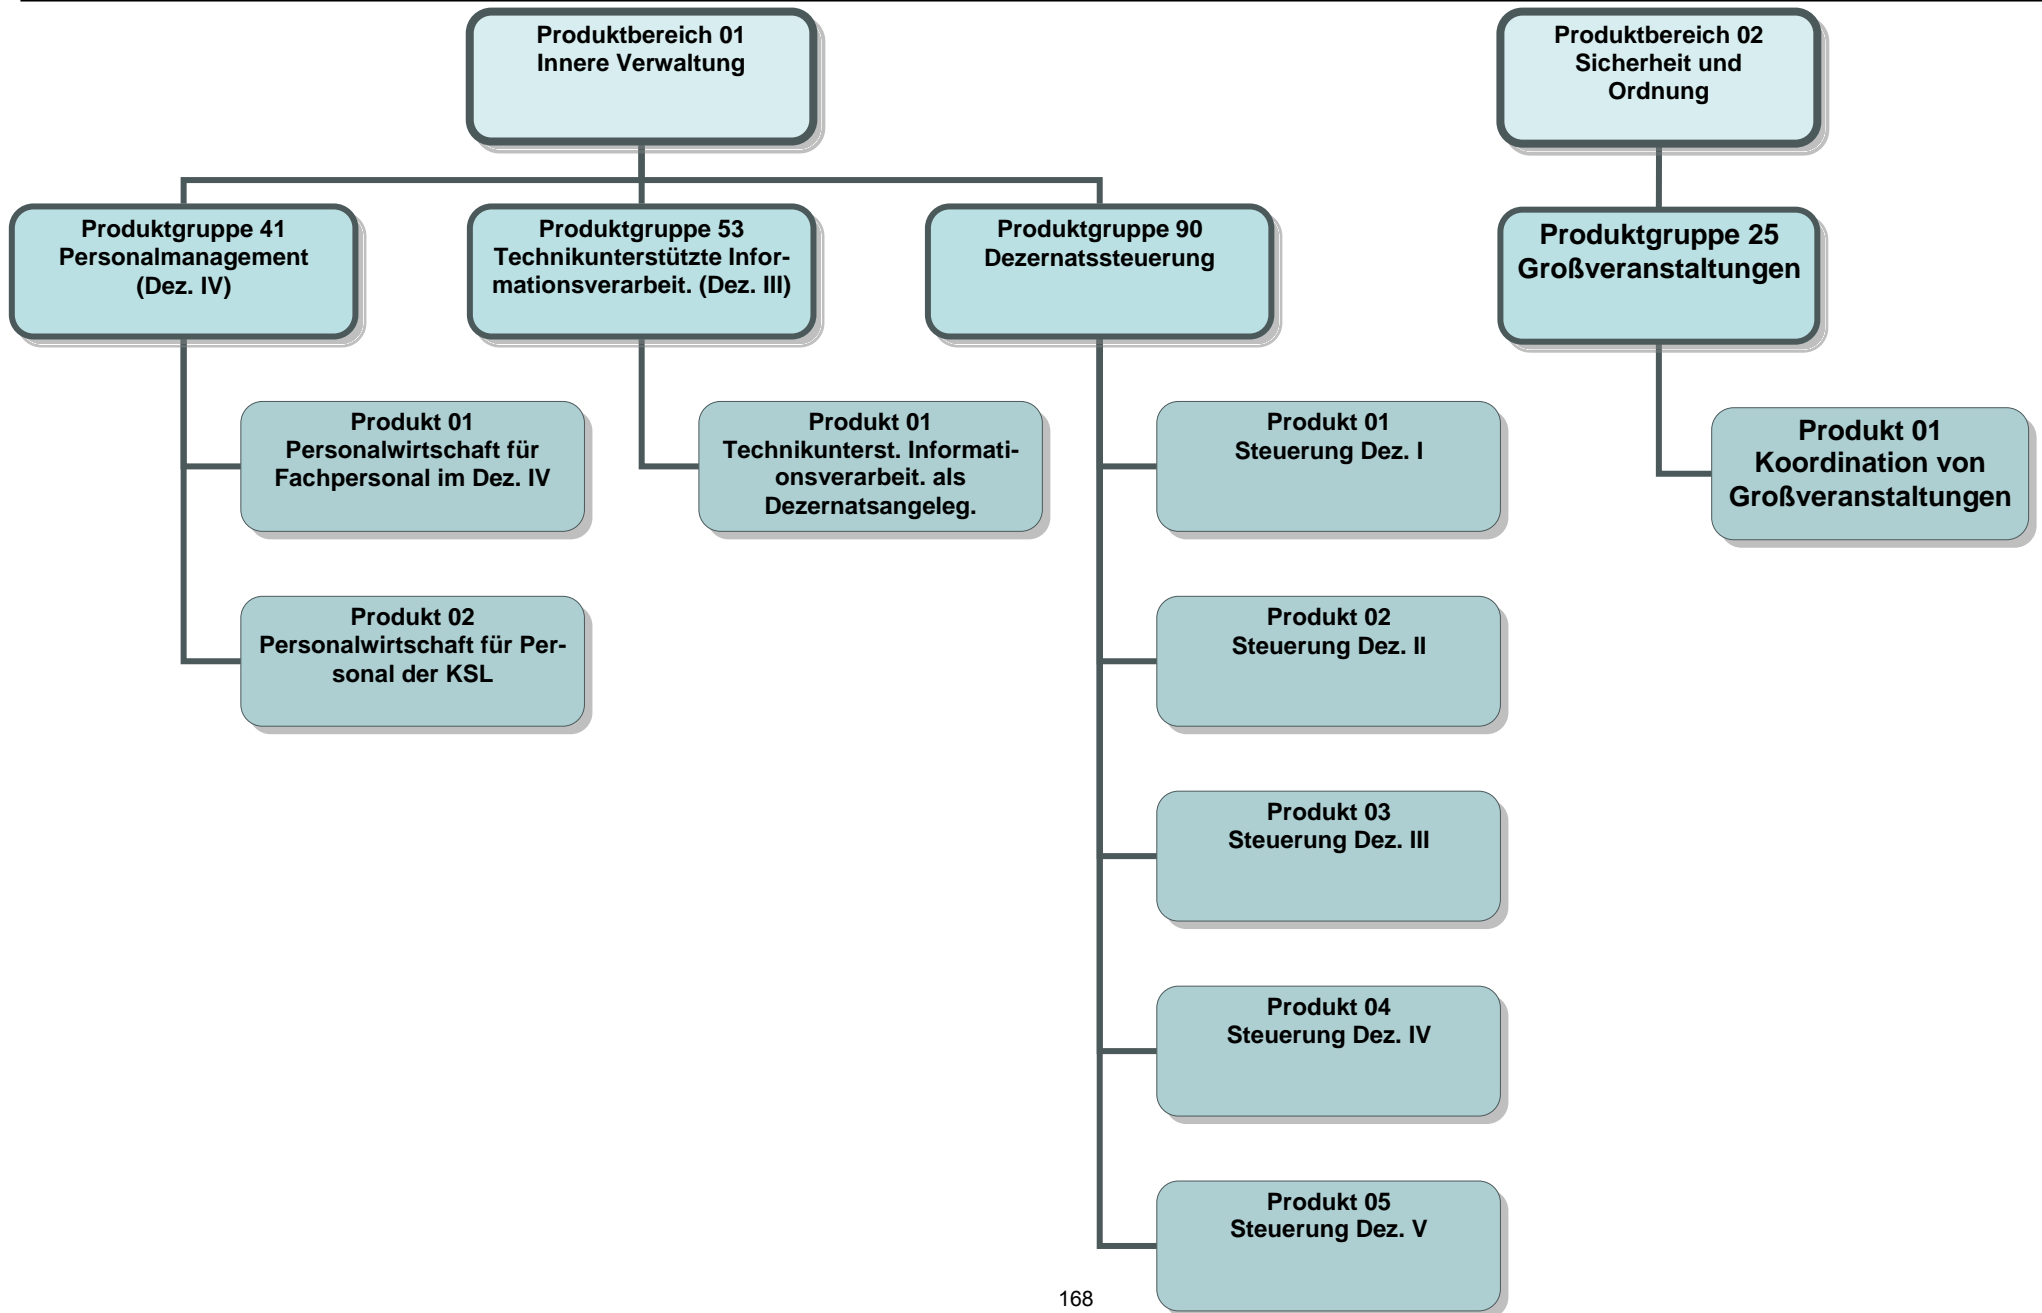 Produktbereich 01
Innere Verwaltung
Produktbereich 02
Sicherheit und
Ordnung
Produktgruppe 41
Personalmanagement
(Dez. IV)
Produktgruppe 53
Technikunterstützte Infor-
mationsverarbeit. (Dez. III)
Produktgruppe 90
Dezernatssteuerung
Produktgruppe 25
Großveranstaltungen
Produkt 01
Personalwirtschaft für
Fachpersonal im Dez. IV
Produkt 01
Technikunterst. Informati-
onsverarbeit. als
Dezernatsangeleg.
Produkt 01
Steuerung Dez. I
Produkt 01
Koordination von
Großveranstaltungen
Produkt 02
Personalwirtschaft für Per-
sonal der KSL
Produkt 02
Steuerung Dez. II
Produkt 03
Steuerung Dez. III
Produkt 04
Steuerung Dez. IV
Produkt 05
Steuerung Dez. V
168